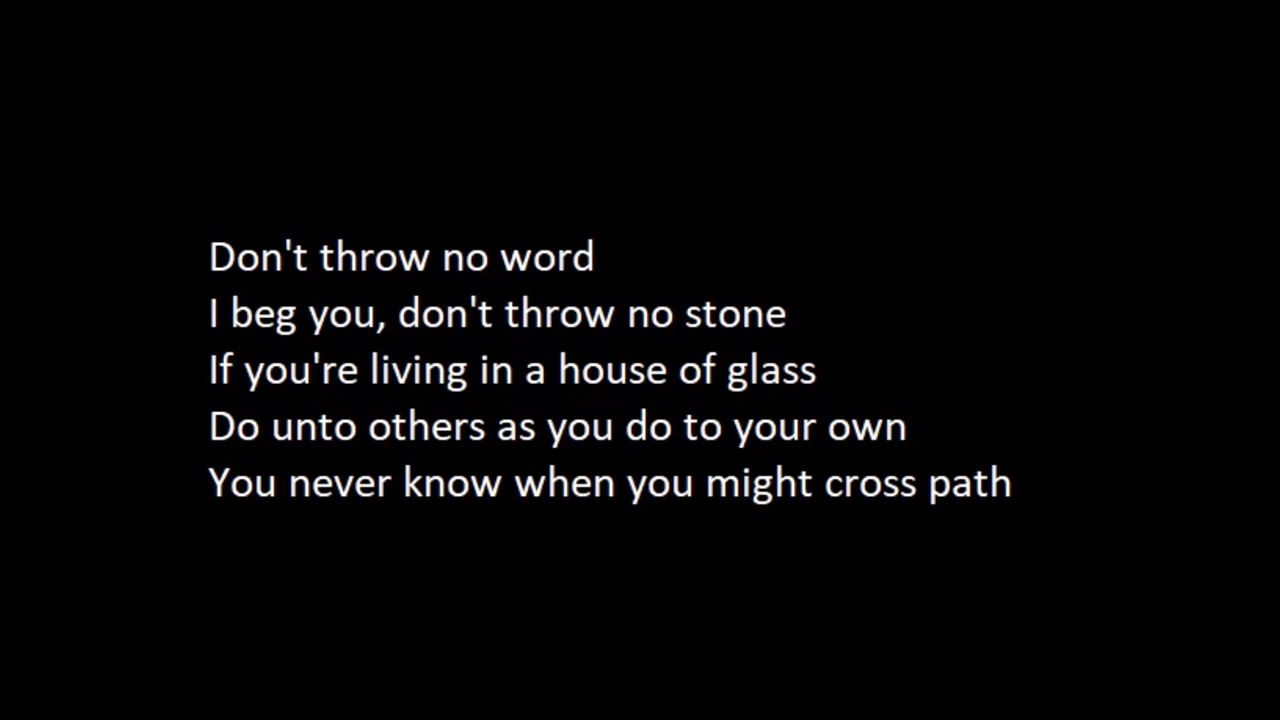 Don't throw no word
I beg you, don't throw no stone
If you're living in a house of glass
Do unto others as you do to your own
You never know when you might cross path